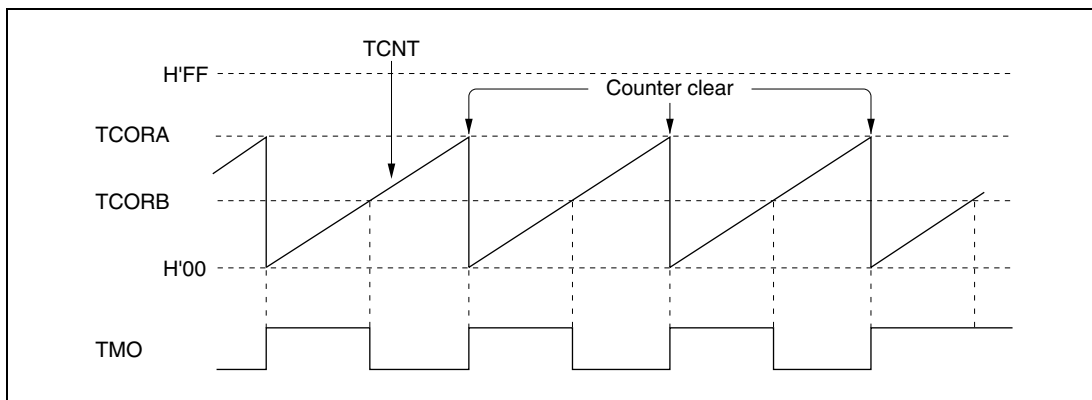 TCNT
H'FF
Counter clear
TCORA
TCORB
H'00
TMO